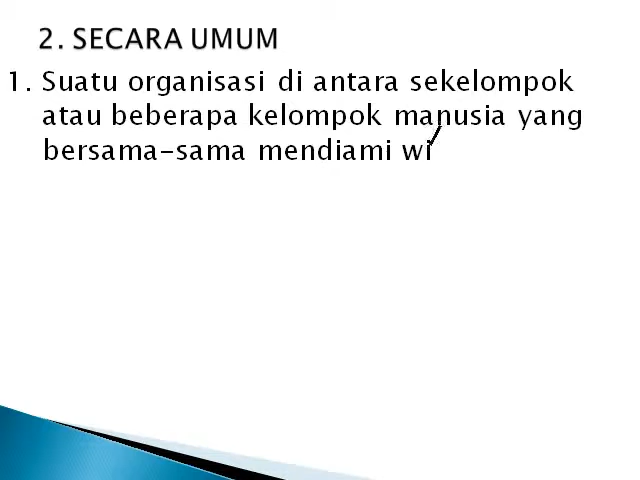 2. SECARA UMUM
1. Suatu organisasi di antara sekelompok
atau beberapa kelompok manusia yang
bersama-sama mendiami wi